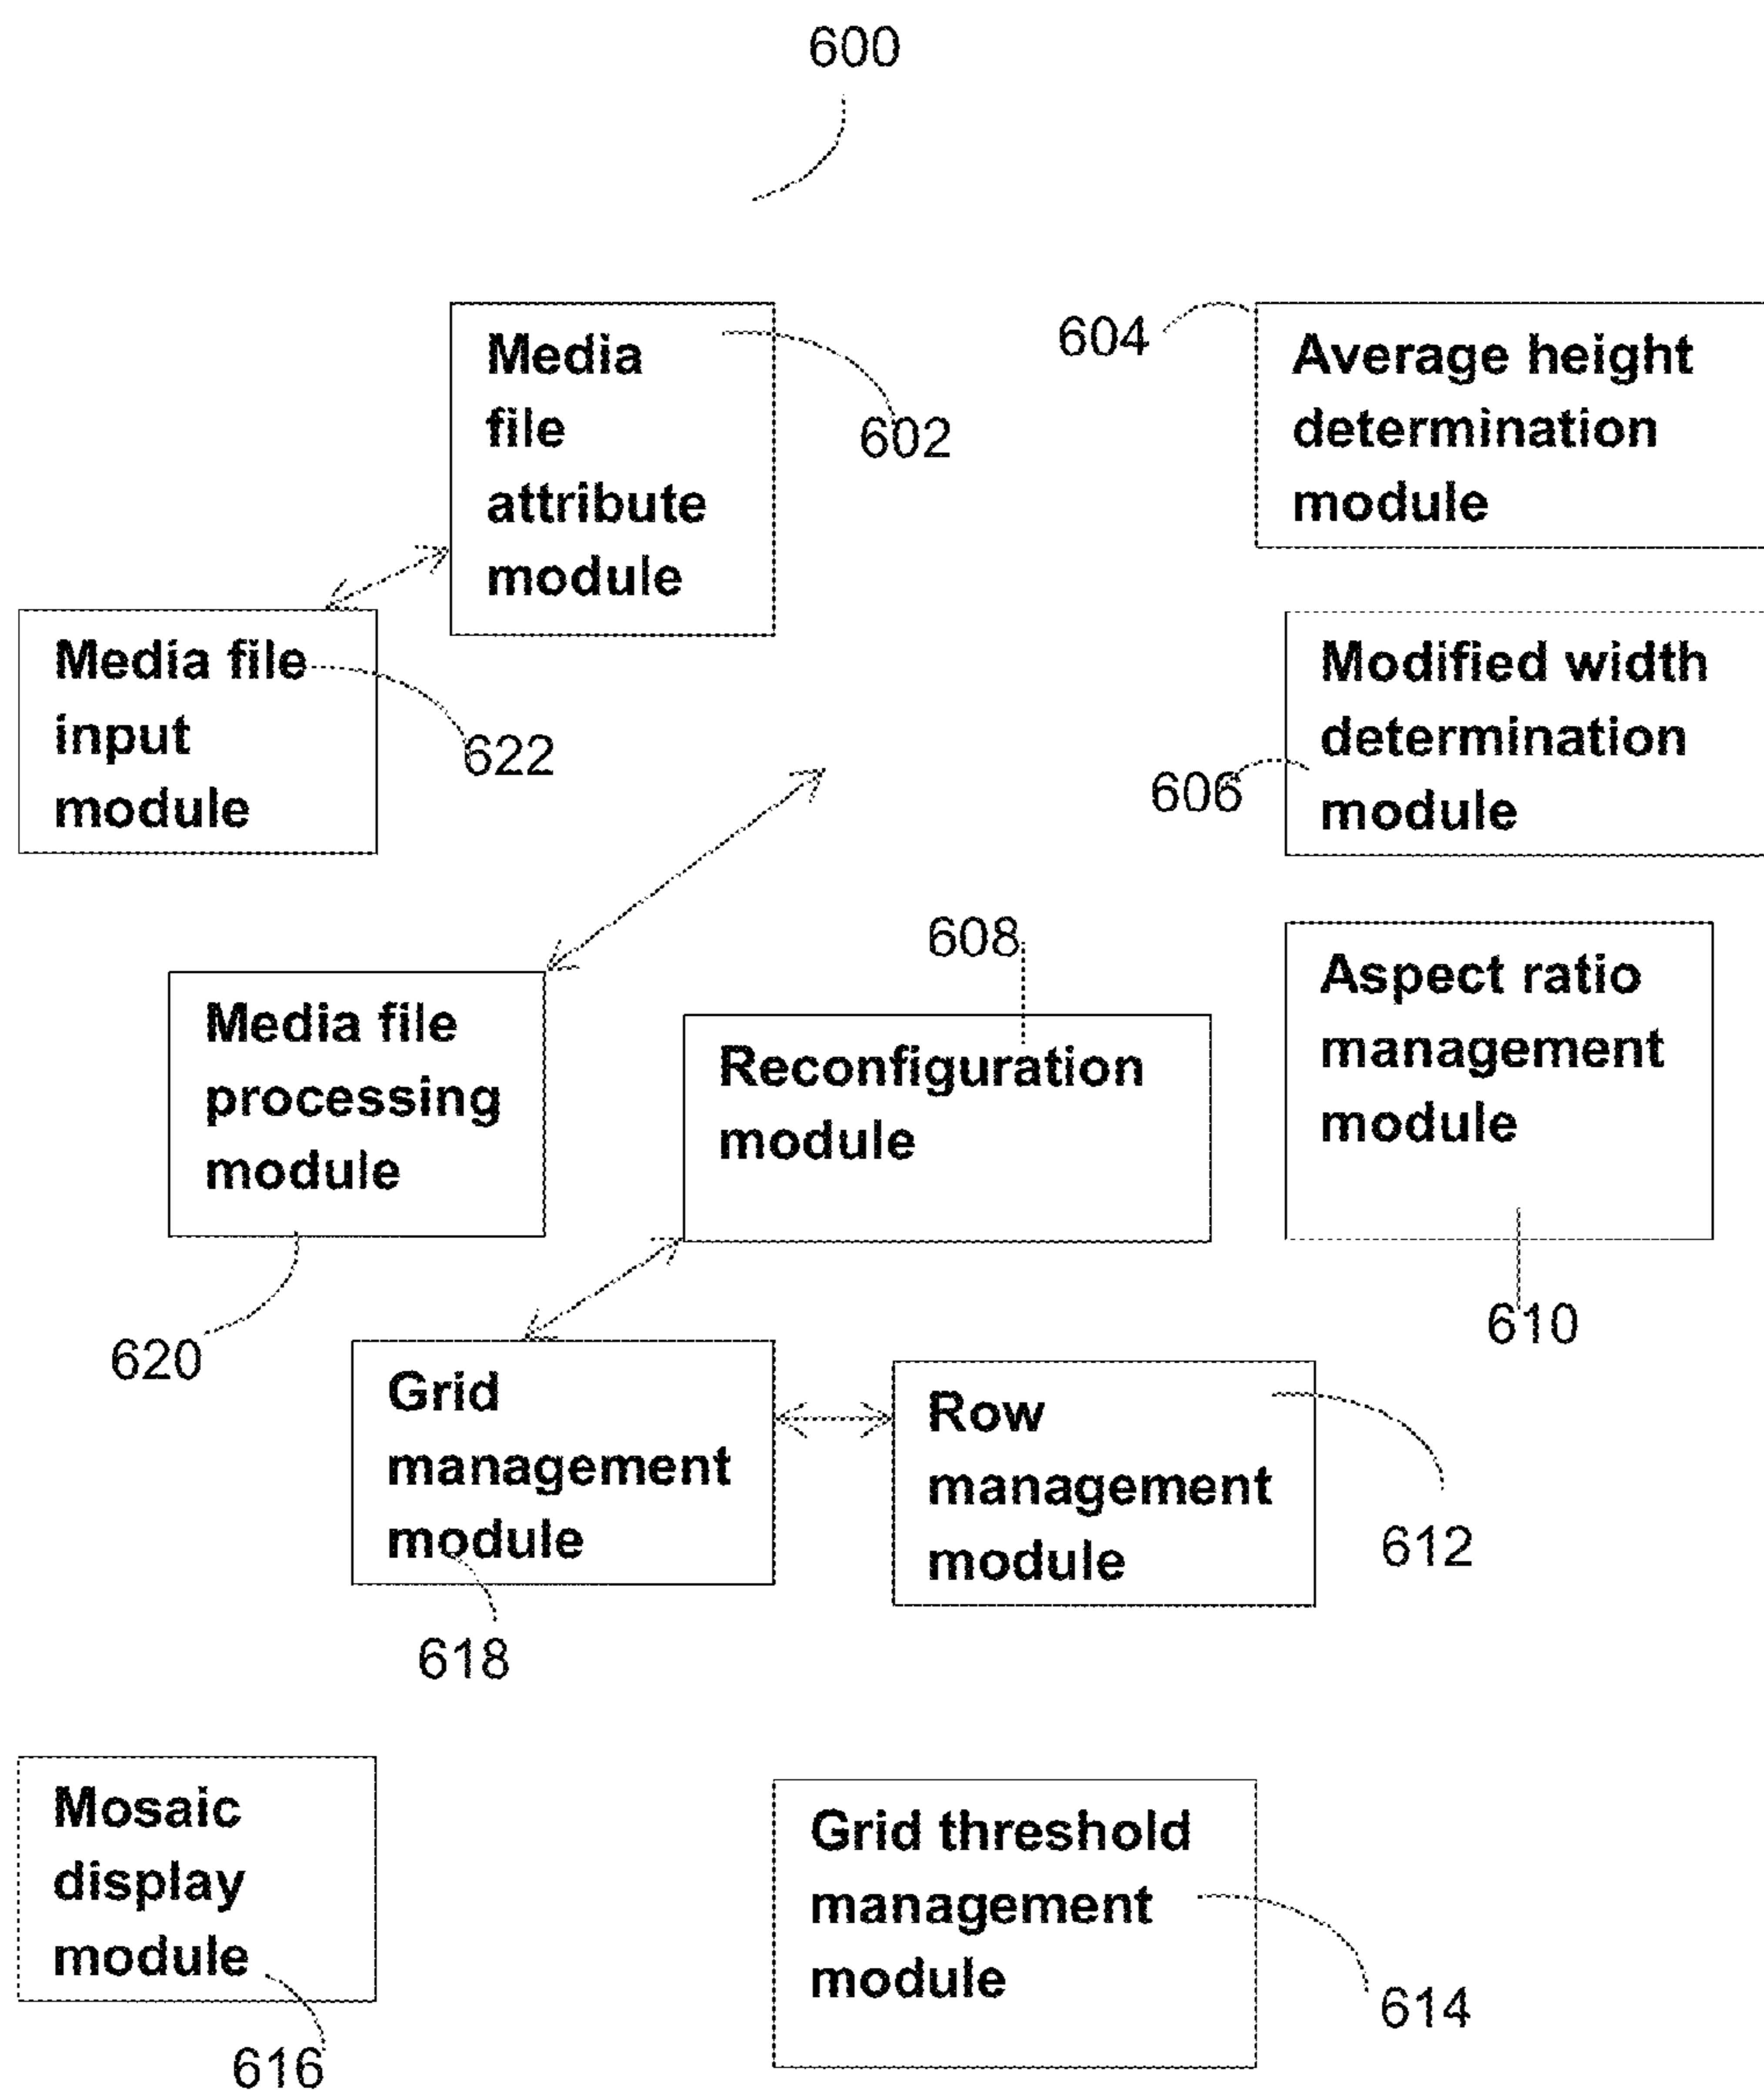 600
Media
file
attribute
module
602
604
Average height
determination
module
Media file
input
module
622
Modified width
determination
module
606
Media file
processing
module
620
608
Reconfiguration
module
Aspect ratio
management
module
610
Grid
management
module
618
Row
management
module
612
Mosaic
display
module
616
Grid threshold
management
module
614